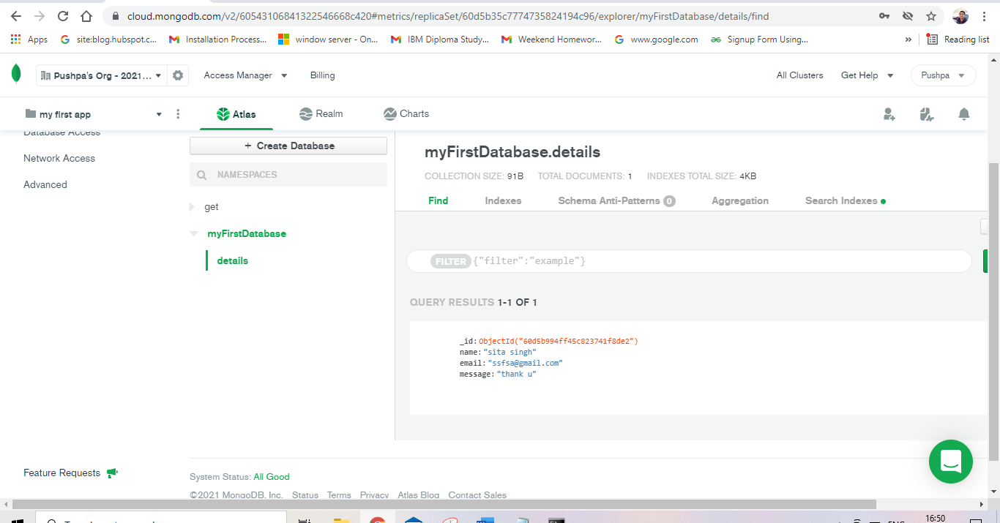 cloud.mongodb.com/v2/60543106841322546668c420#metrics/replicaSet/60d5b35c7774735824194c96/explorer/myFirstDatabase/details/find
Apps site:blog.hubspot.c... Installation Process... window server - On... IBM Diploma Study... Weekend Homewor... www.google.com Signup Form Using... » Reading list
Pushpa's Org - 2021... Access Manager Billing All Clusters Get Help Pushpa
my first app Atlas Realm Charts
Database Access
Network Access
Advanced
+ Create Database
NAMESPACES
get
myFirstDatabase
details
myFirstDatabase.details
COLLECTION SIZE: 91B TOTAL DOCUMENTS: 1 INDEXES TOTAL SIZE: 4KB
Find Indexes Schema Anti-Patterns 0 Aggregation Search Indexes
FILTER {"filter":"example"}
QUERY RESULTS 1-1 OF 1
_id: ObjectId("60d5b994ff45c823741f8de2")
name: "sita singh"
email: "ssfsa@gmail.com"
message: "thank u"
Feature Requests
System Status: All Good
©2021 MongoDB, Inc. Status Terms Privacy Atlas Blog Contact Sales
16:50